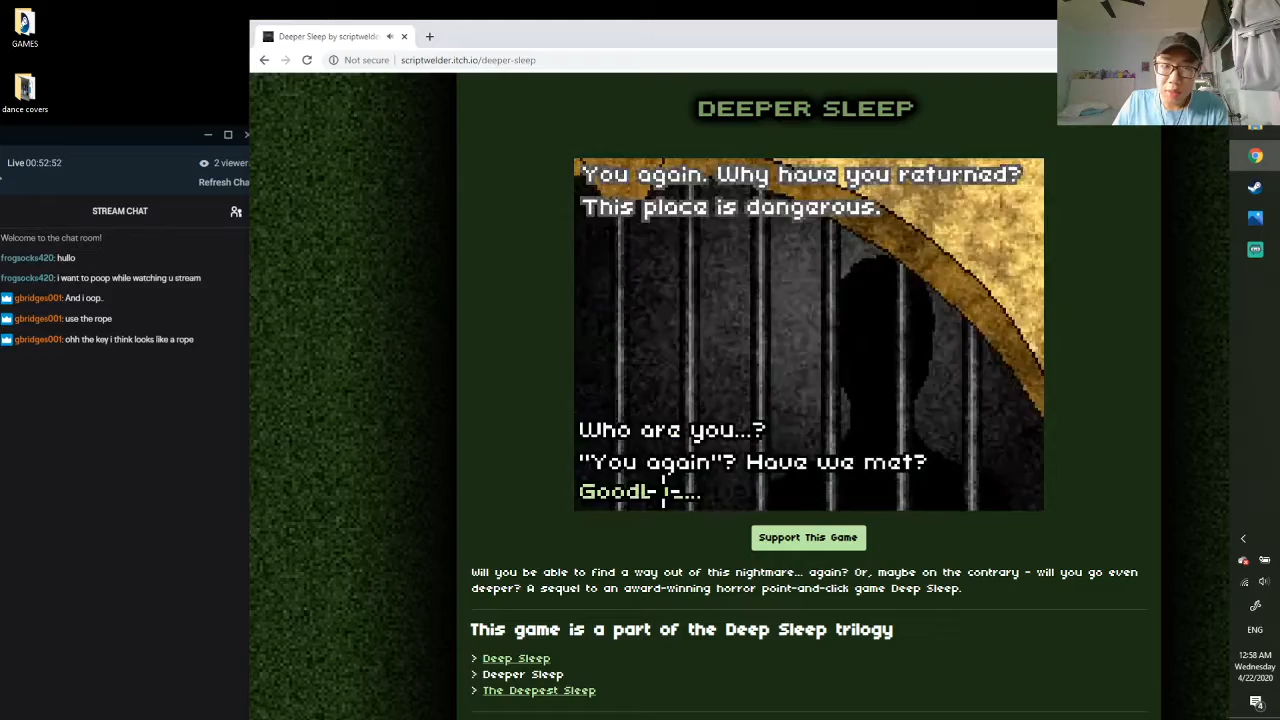 GAMES
dance covers
Deeper Sleep by scriptwelder
Not secure
scriptwelder.itch.io/deeper-sleep
Live 00:52:52
2 viewer
Refresh Cha
STREAM CHAT
Welcome to the chat room!
frogsocks420: hullo
frogsocks420: i want to poop while watching u stream
gbridges001: And i oop..
gbridges001: use the rope
gbridges001: ohh the key i think looks like a rope
DEEPER SLEEP
You again. Why have you returned?
This place is dangerous.
Who are you...?
"You again"? Have we met?
Support This Game
Will you be able to find a way out of this nightmare... again? Or, maybe on the contrary - will you go even
deeper? A sequel to an award-winning horror point-and-click game Deep Sleep.
This game is a part of the Deep Sleep trilogy
> Deep Sleep
> Deeper Sleep
> The Deepest Sleep
ENG
12:58 AM
Wednesday
4/22/2020
4